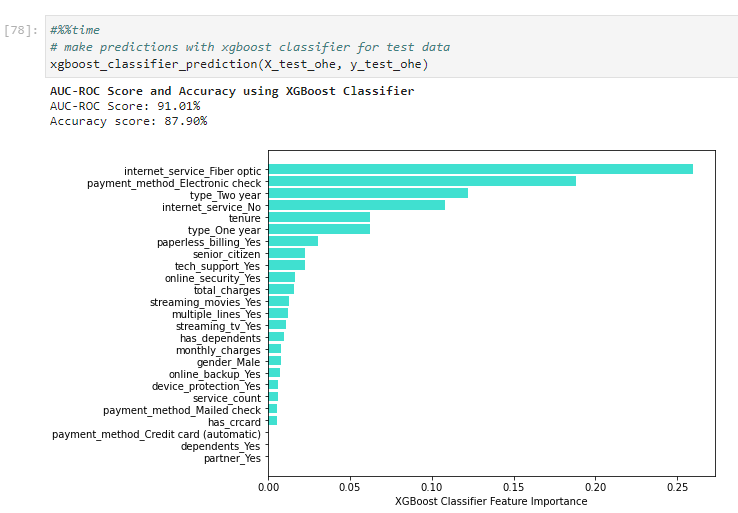 [78]: #%%time
# make predictions with xgboost classifier for test data
xgboost_classifier_prediction(X_test_ohe, y_test_ohe)
AUC-ROC Score and Accuracy using XGBoost Classifier
AUC-ROC Score: 91.01%
Accuracy score: 87.90%
internet_service_Fiber optic
payment_method_Electronic check
type_Two year
internet_service_No
tenure
type_One year
paperless_billing_Yes
senior_citizen
tech_support_Yes
online_security_Yes
total_charges
streaming_movies_Yes
multiple_lines_Yes
streaming_tv_Yes
has_dependents
monthly_charges
gender_Male
online_backup_Yes
device_protection_Yes
service_count
payment_method_Mailed check
has_crcard
payment_method_Credit card (automatic)
dependents_Yes
partner_Yes
0.00 0.05 0.10 0.15 0.20 0.25
XGBoost Classifier Feature Importance